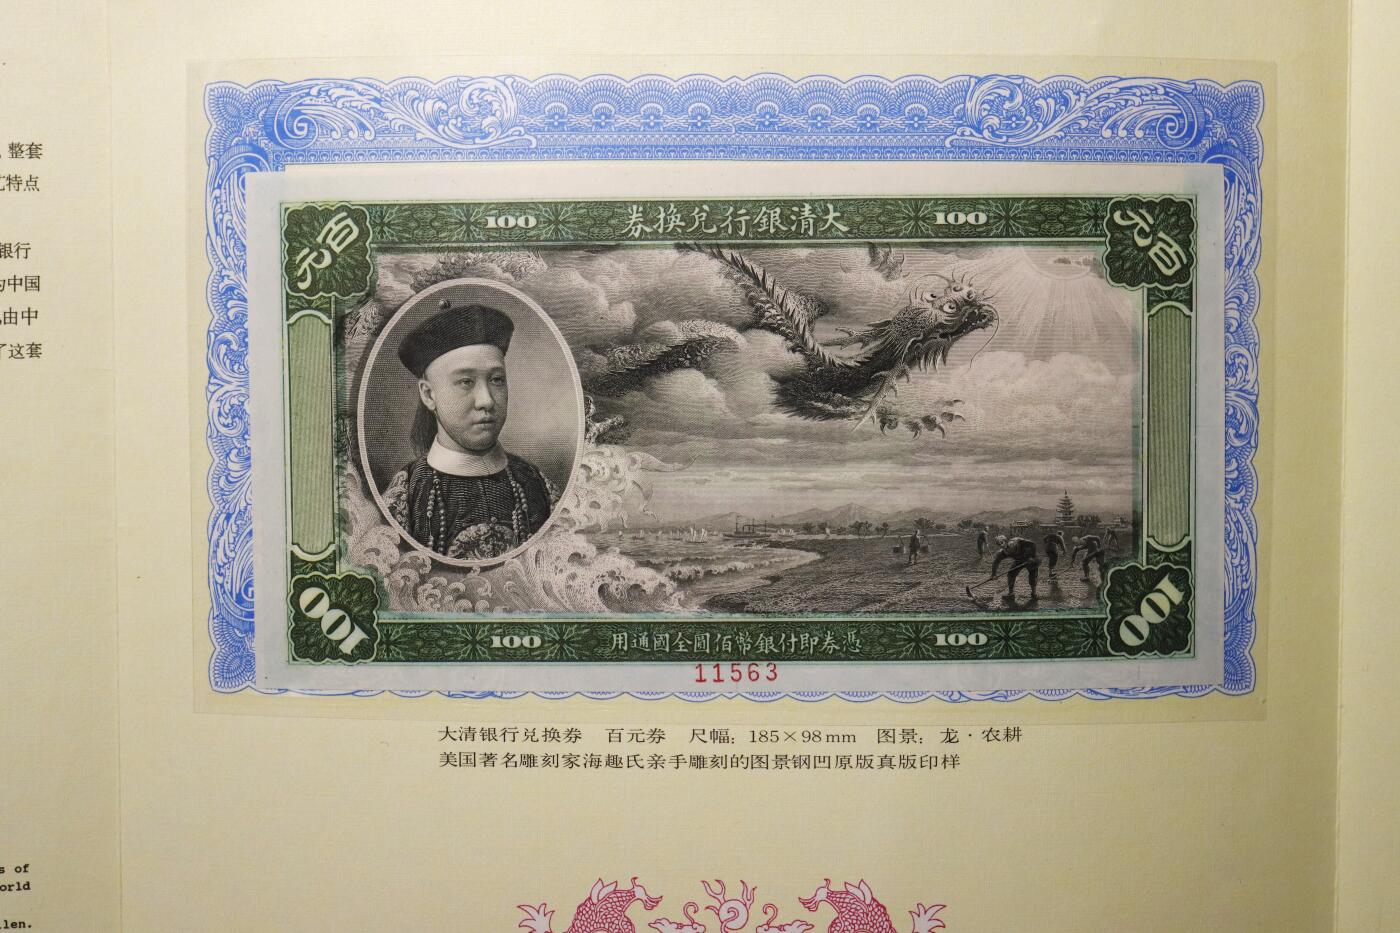 整套
特点
银行
中国
由中
了这套
大清銀行兌換券
100
100
百元
百元
憑券即付銀幣佰圓全國通用
100
100
100
100
11563
大清银行兑换券 百元券 尺幅：185×98mm 图景：龙·农耕
美国著名雕刻家海趣氏亲手雕刻的图景钢凹原版真版印样
s of
orld
len.